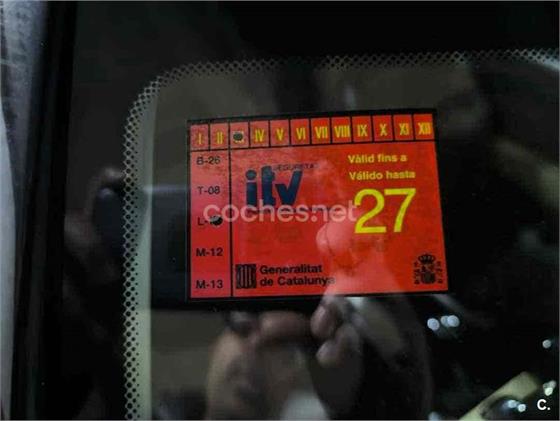 I II IV V VI VII VIII IX X XI XII
B-26
T-08
L-
M-12
M-13
SEGURETAT
itv
Vàlid fins a
Válido hasta
27
coches.net
Generalitat
de Catalunya
C.